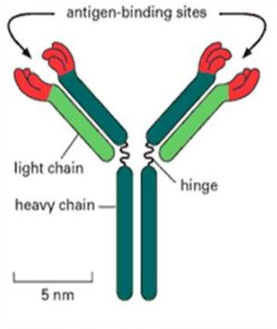 antigen-binding sites
light chain
hinge
heavy chain
5 nm